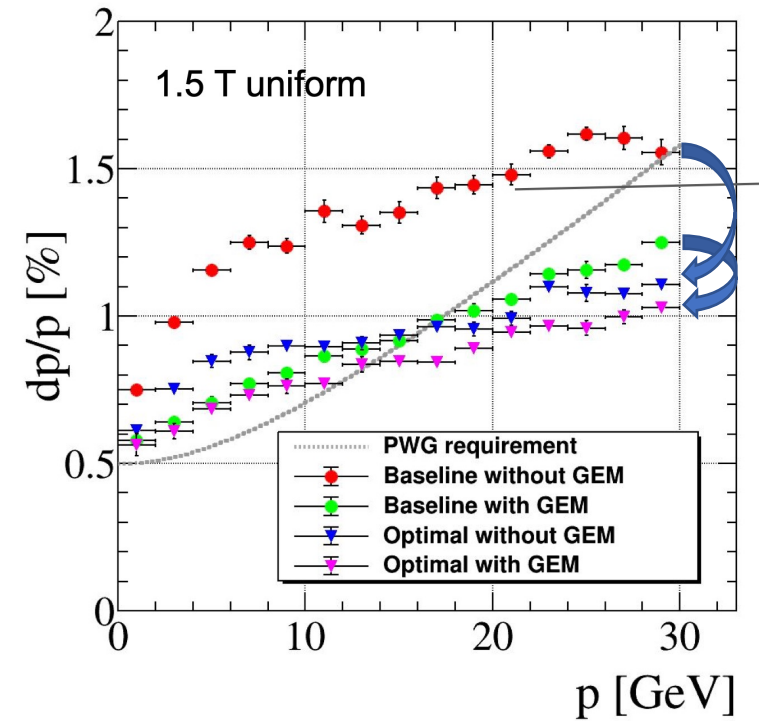 2
1.5 T uniform
1.5
dp/p [%]
1
0.5
PWG requirement
Baseline without GEM
Baseline with GEM
Optimal without GEM
Optimal with GEM
0
0 10 20 30
p [GeV]